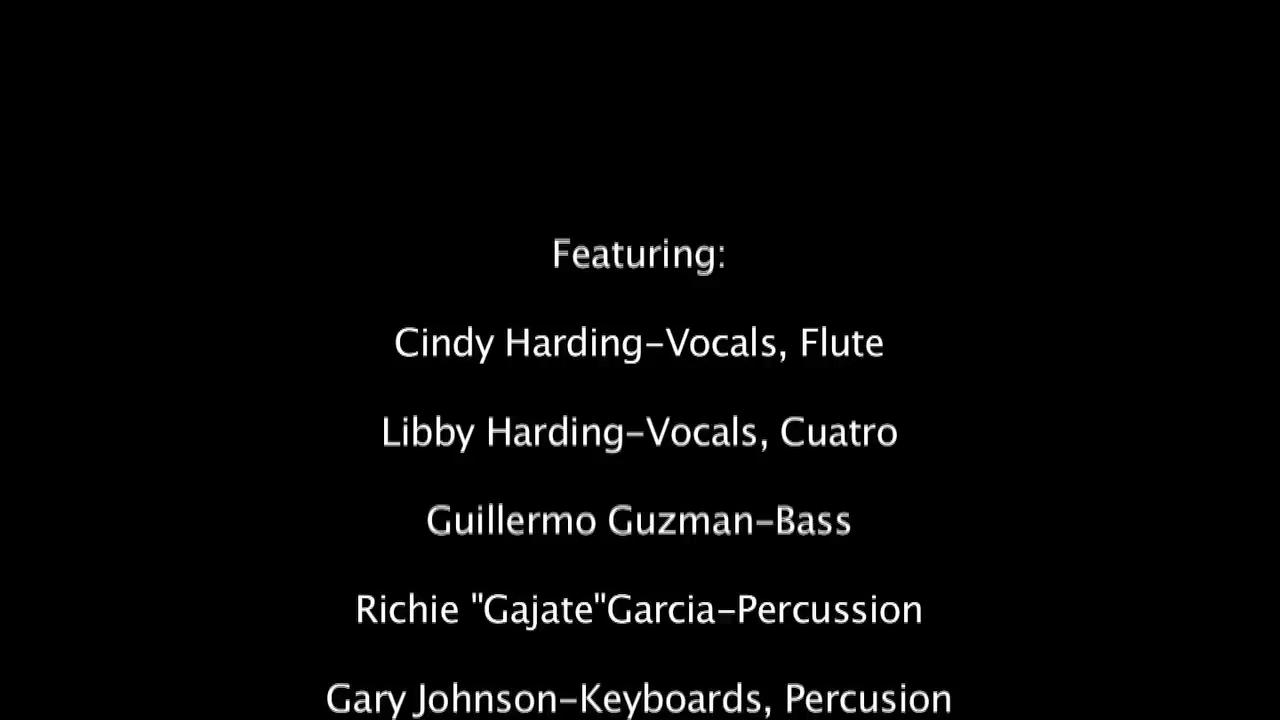 Featuring:
Cindy Harding-Vocals, Flute
Libby Harding-Vocals, Cuatro
Guillermo Guzman-Bass
Richie "Gajate"Garcia-Percussion
Gary Johnson-Keyboards, Percusion